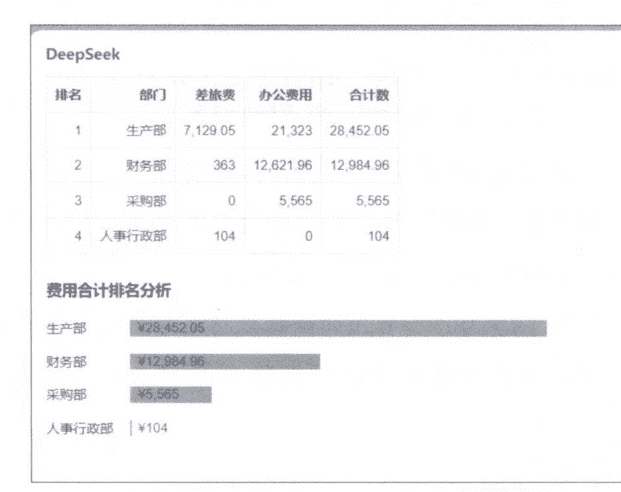 DeepSeek
排名 部门 差旅费 办公费用 合计数
1 生产部 7,129.05 21,323 28,452.05
2 财务部 363 12,621.96 12,984.96
3 采购部 0 5,565 5,565
4 人事行政部 104 0 104
费用合计排名分析
生产部 ¥28,452.05
财务部 ¥12,984.96
采购部 ¥5,565
人事行政部 ¥104